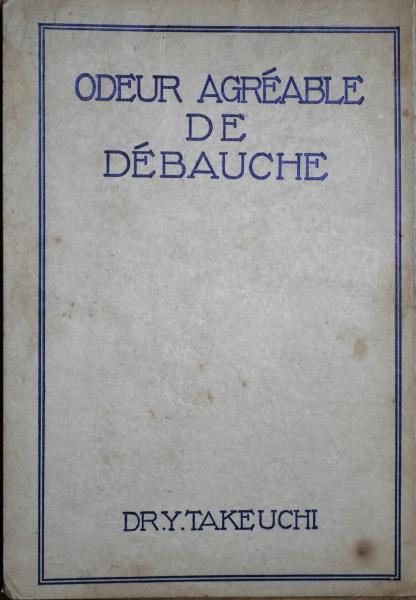 ODEUR AGRÉABLE
DE
DÉBAUCHE
DR.Y.TAKEUCHI